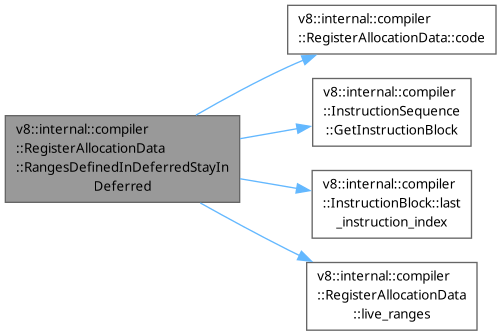 v8::internal::compiler
::RegisterAllocationData
::RangesDefinedInDeferredStayIn
Deferred
v8::internal::compiler
::RegisterAllocationData::code
v8::internal::compiler
::InstructionSequence
::GetInstructionBlock
v8::internal::compiler
::InstructionBlock::last
_instruction_index
v8::internal::compiler
::RegisterAllocationData
::live_ranges